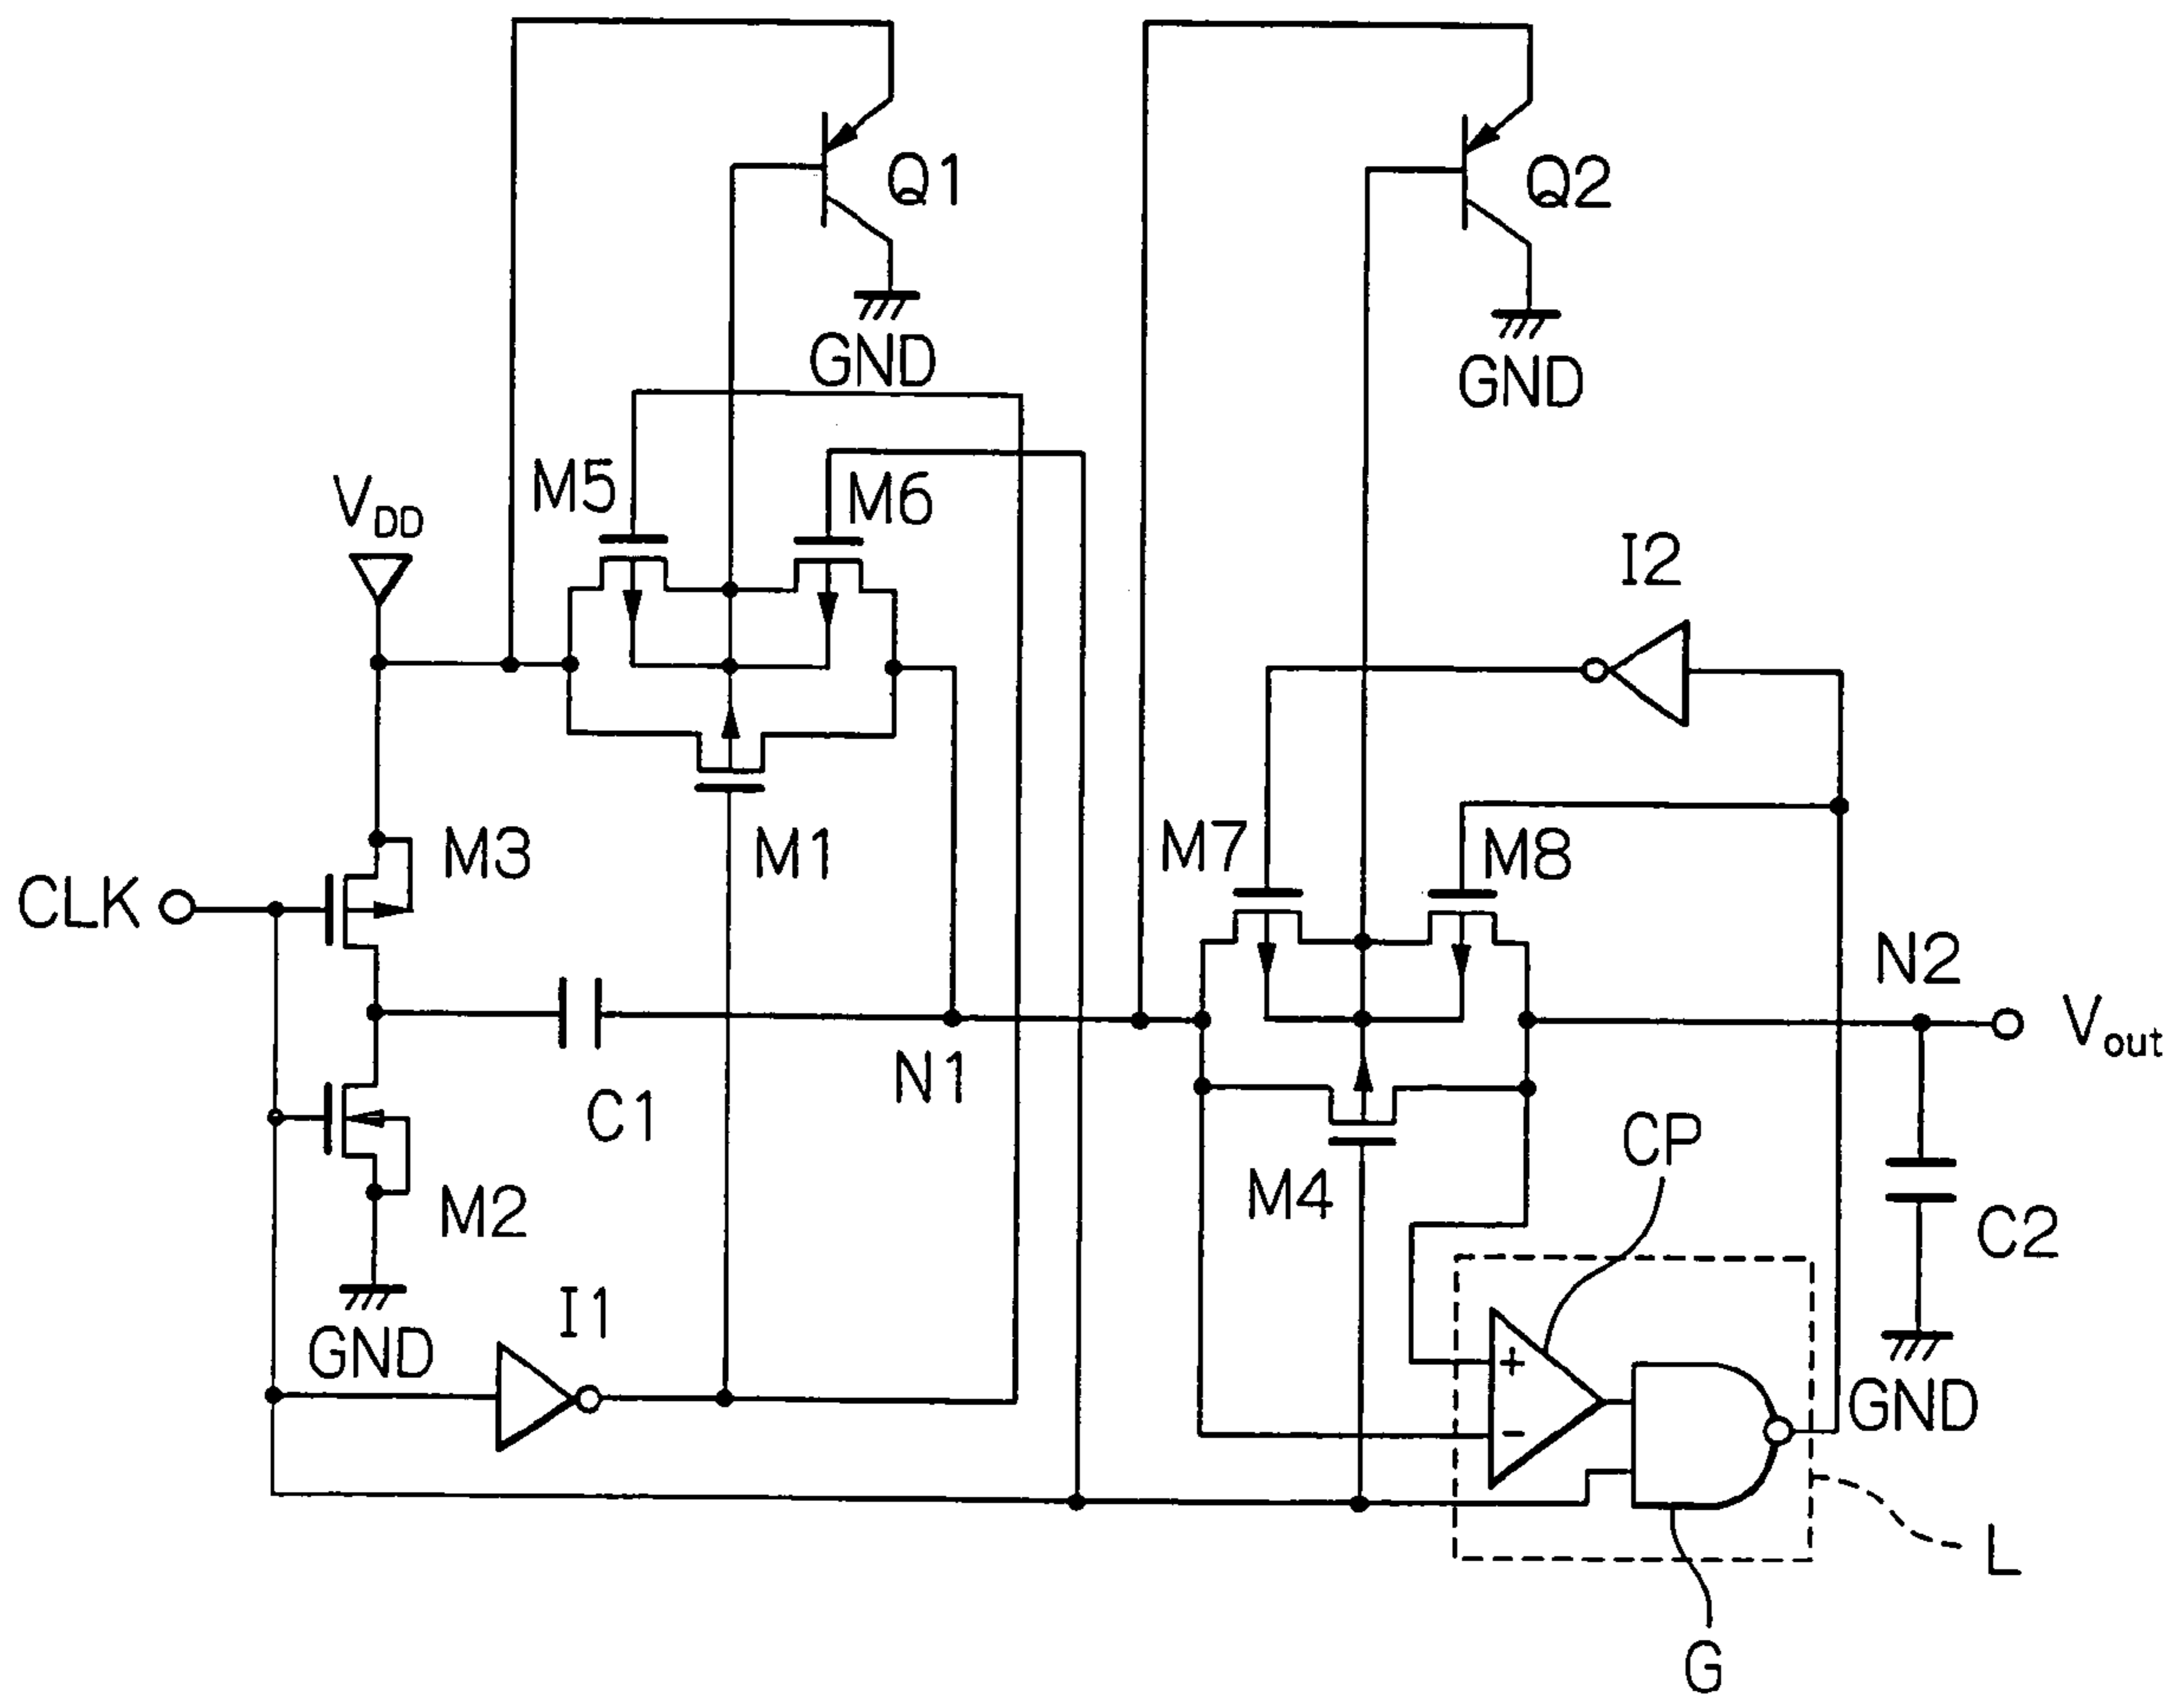 Q1
Q2
GND
GND
M5
M6
VDD
I2
M3
M1
M7
M8
CLK
N2
Vout
N1
C1
CP
M4
M2
C2
I1
GND
+
-
GND
L
G